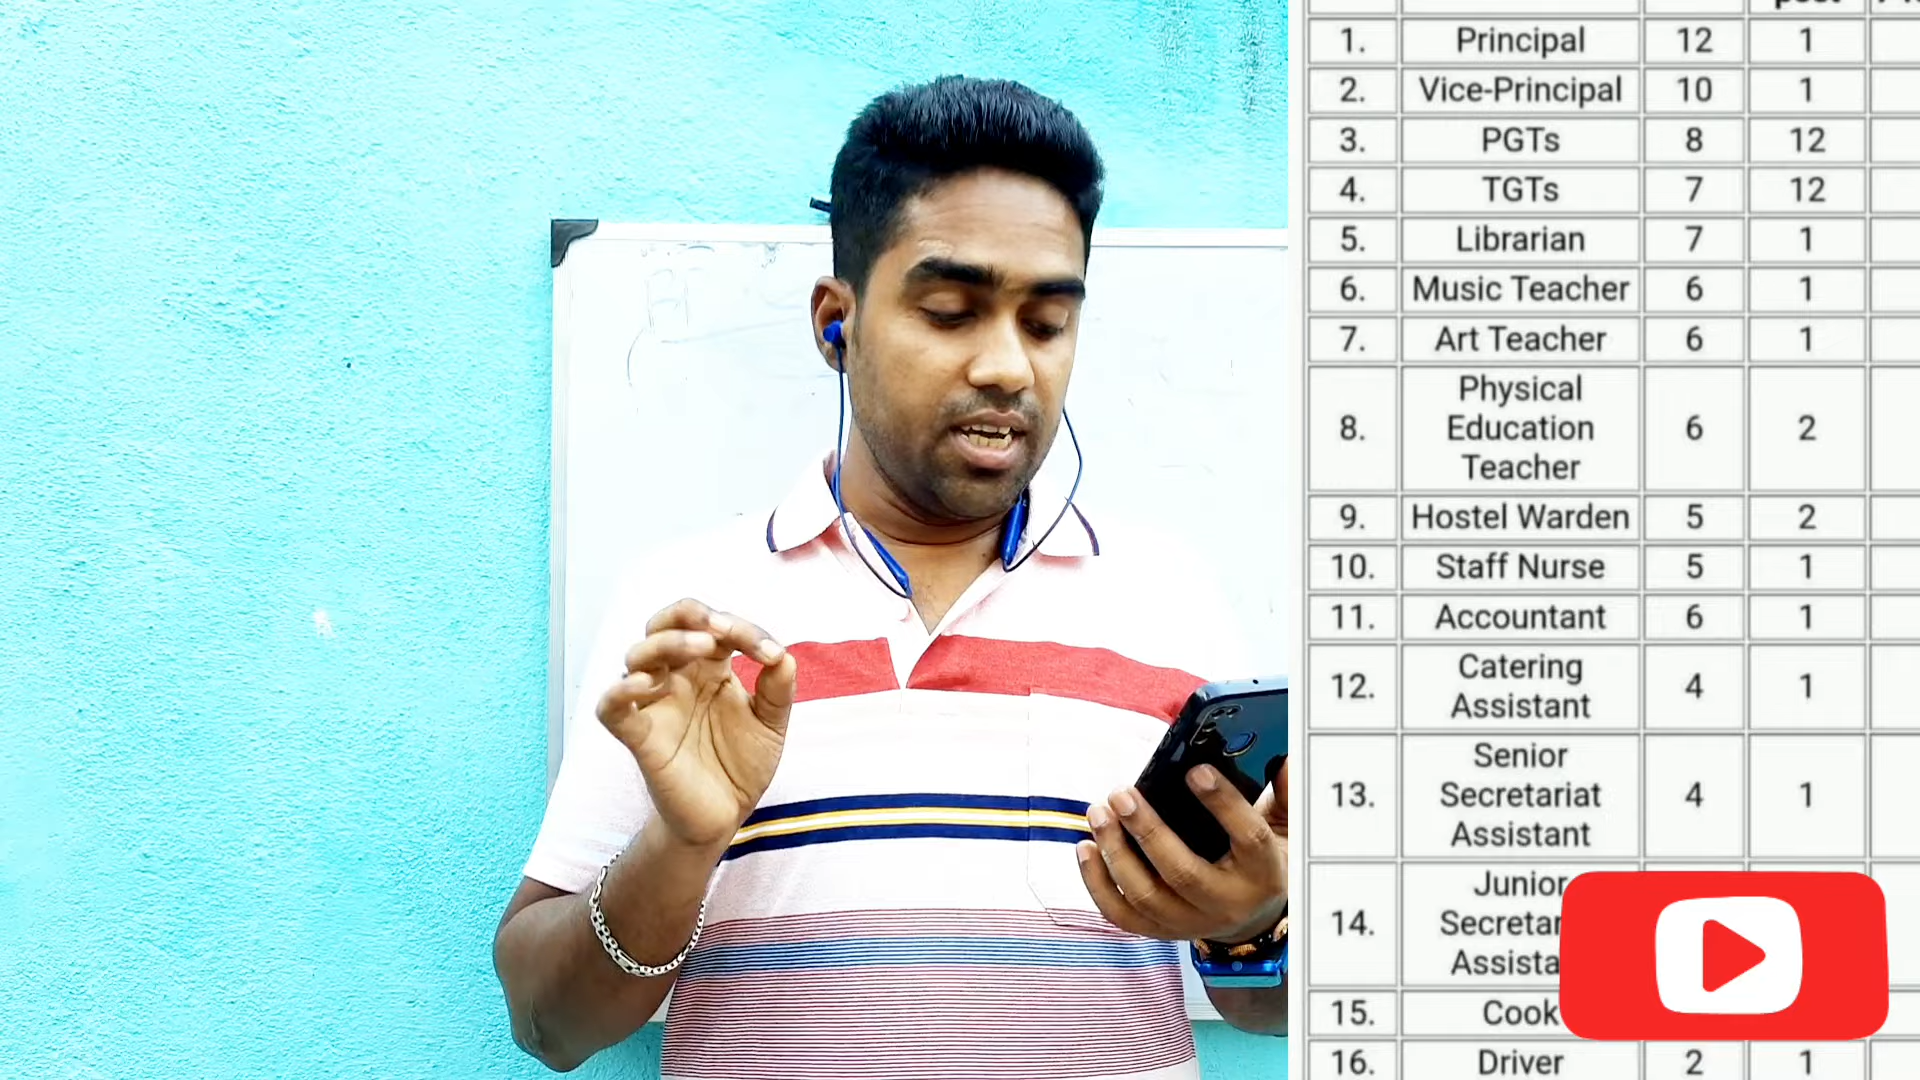 1. Principal 12 1
2. Vice-Principal 10 1
3. PGTs 8 12
4. TGTs 7 12
5. Librarian 7 1
6. Music Teacher 6 1
7. Art Teacher 6 1
Physical
8. Education 6 2
Teacher
9. Hostel Warden 5 2
10. Staff Nurse 5 1
11. Accountant 6 1
Catering
12. 4 1
Assistant
Senior
13. Secretariat 4 1
Assistant
Junior
14.
15. Cook
16. Driver 2 1